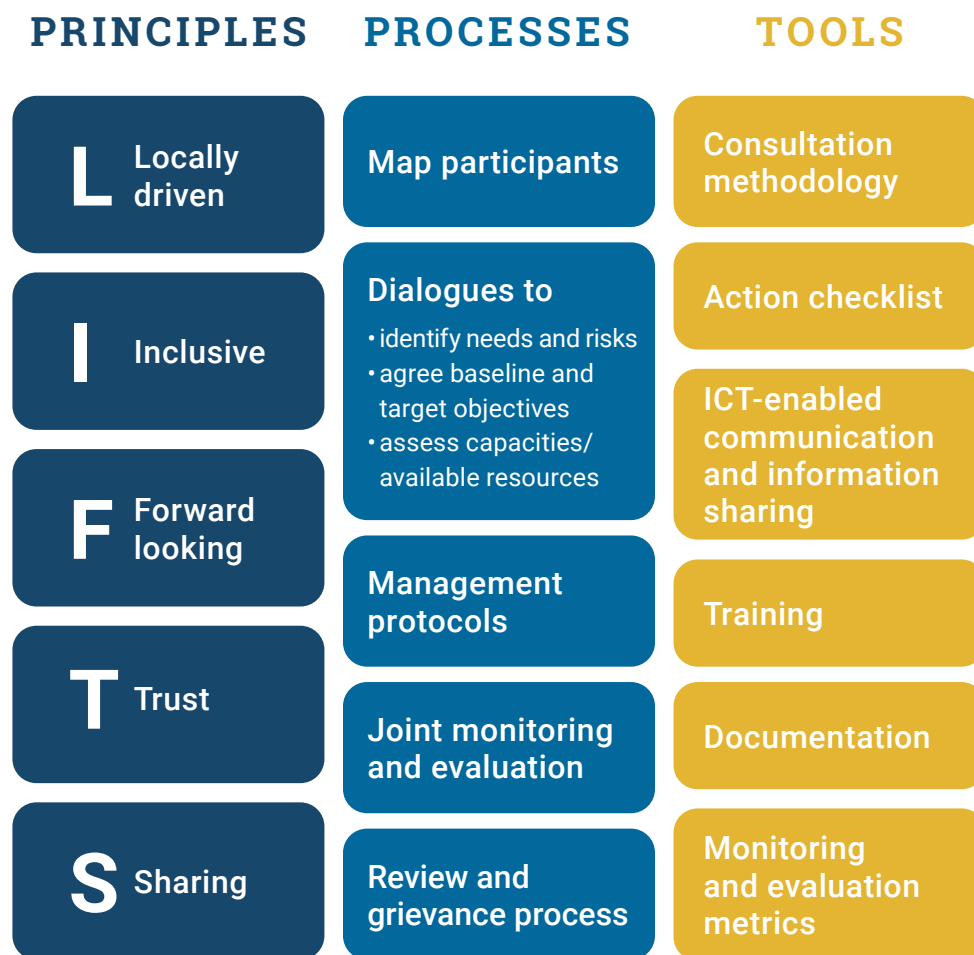 PRINCIPLES
L Locally
driven
I Inclusive
F Forward
looking
T Trust
S Sharing
PROCESSES
Map participants
Dialogues to
• identify needs and risks
• agree baseline and
target objectives
• assess capacities/
available resources
Management
protocols
Joint monitoring
and evaluation
Review and
grievance process
TOOLS
Consultation
methodology
Action checklist
ICT-enabled
communication
and information
sharing
Training
Documentation
Monitoring
and evaluation
metrics